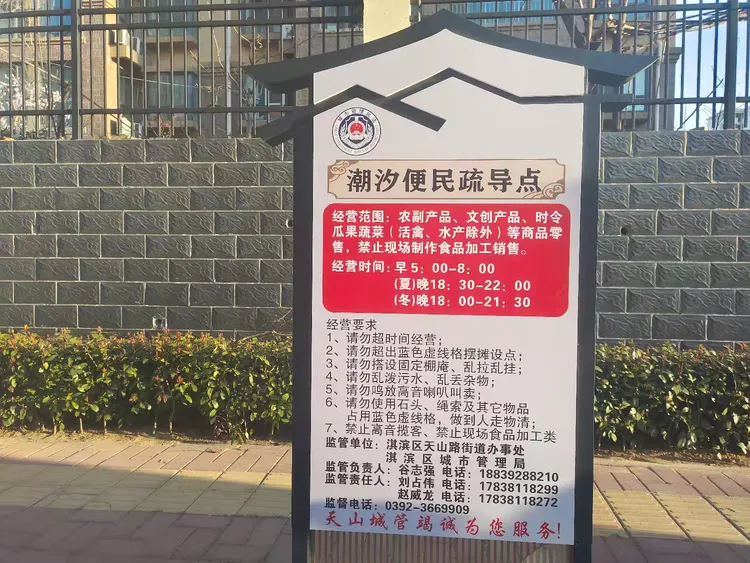 潮汐便民疏导点
经营范围：农副产品、文创产品、时令
瓜果蔬菜（活禽、水产除外）等商品零
售，禁止现场制作食品加工销售。
经营时间：早5：00-8：00
(夏)晚18：30-22：00
(冬)晚18：00-21：30
经营要求
1、请勿超时间经营；
2、请勿超出蓝色虚线格摆摊设点；
3、请勿搭设固定棚庵、乱拉乱挂；
4、请勿乱泼污水、乱丢杂物；
5、请勿鸣放高音喇叭叫卖；
6、请勿使用石头、绳索及其它物品
占用蓝色虚线格，做到人走物清；
7、禁止高音揽客、禁止现场食品加工类
监管单位：淇滨区天山路街道办事处
淇滨区城市管理局
监管负责人：谷志强 电话：18839288210
监管责任人：刘占伟 电话：17838118299
赵威龙 电话：17838118272
监督电话：0392-3669909
天山城管竭诚为您服务!